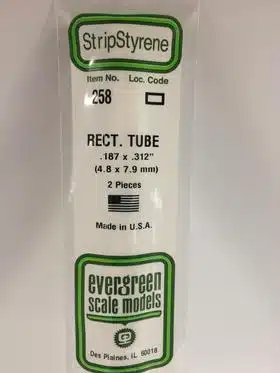 StripStyrene
Item No. Loc. Code
258
RECT. TUBE
.187 x .312"
(4.8 x 7.9 mm)
2 Pieces
Made in U.S.A.
evergreen
scale models
Des Plaines, IL 60018